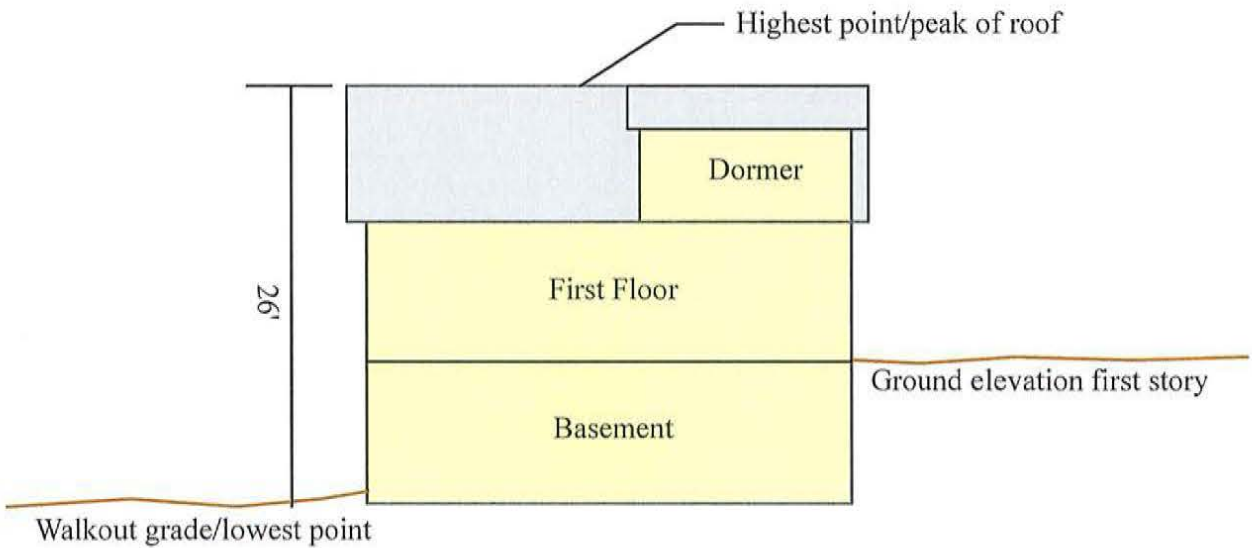 Highest point/peak of roof
Dormer
26'
First Floor
Ground elevation first story
Basement
Walkout grade/lowest point